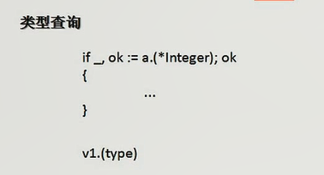 类型查询
if _, ok := a.(*Integer); ok
{
...
}
v1.(type)